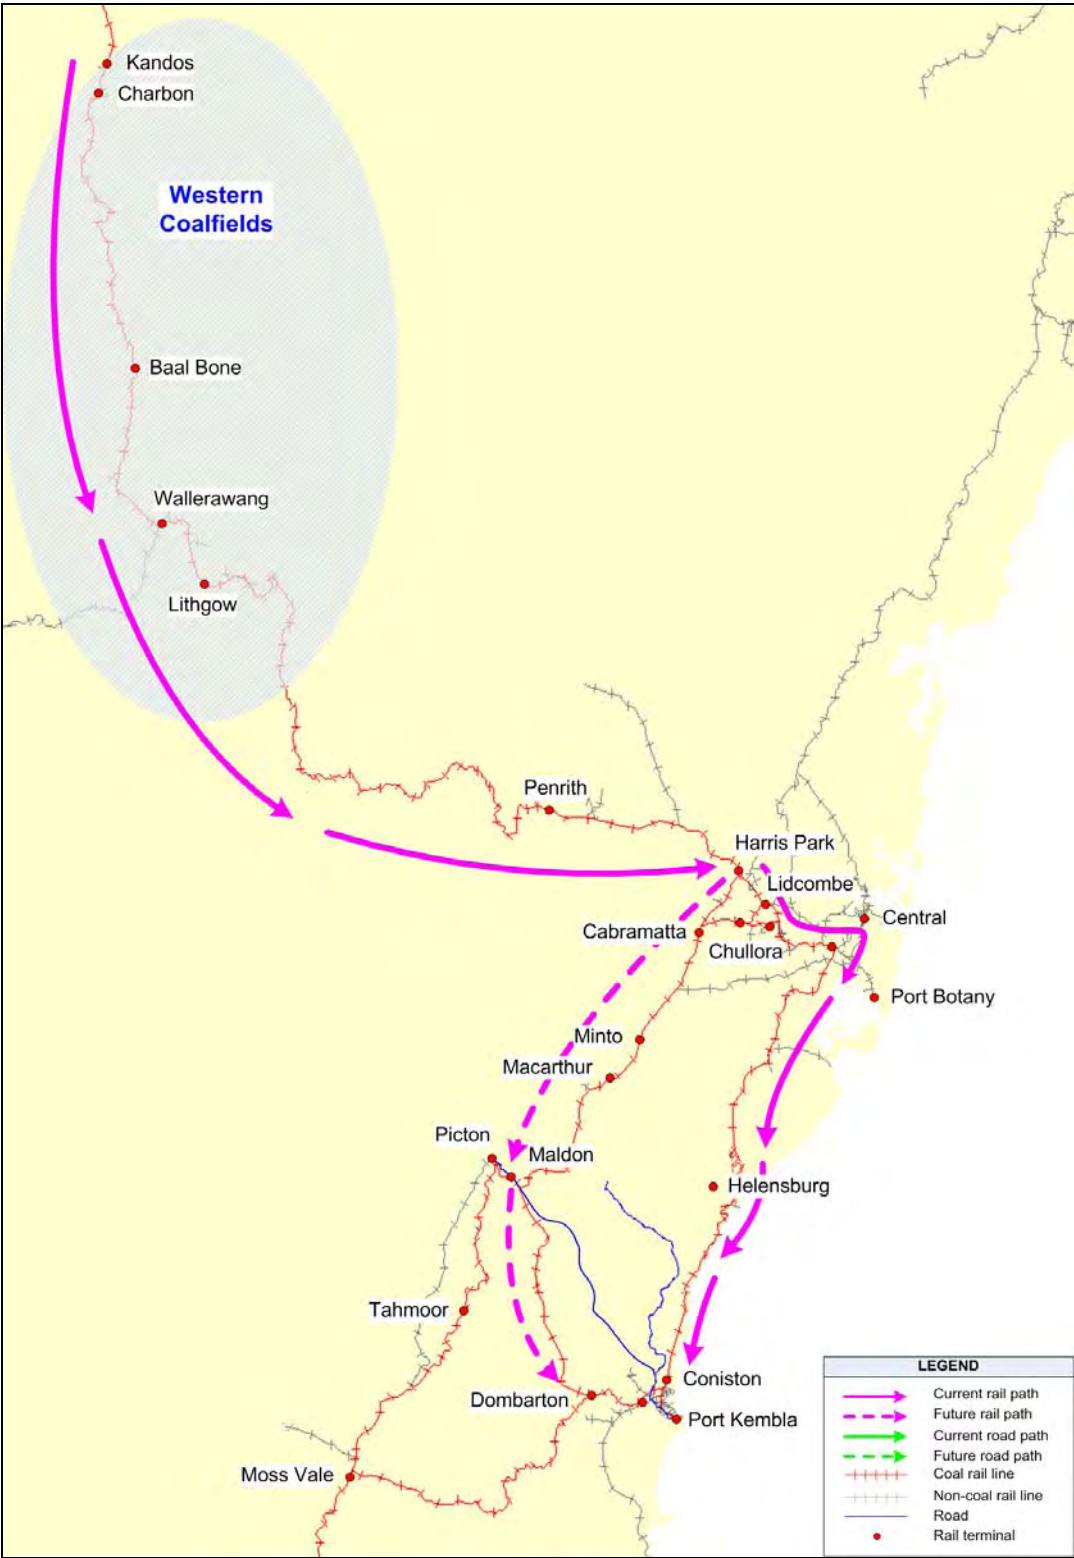 Kandos
Charbon
Western
Coalfields
Baal Bone
Wallerawang
Lithgow
Penrith
Harris Park
Lidcombe
Central
Cabramatta
Chullora
Port Botany
Minto
Macarthur
Picton
Maldon
Helensburg
Tahmoor
Coniston
Dombarton
Port Kembla
Moss Vale
LEGEND
Current rail path
Future rail path
Current road path
Future road path
Coal rail line
Non-coal rail line
Road
Rail terminal